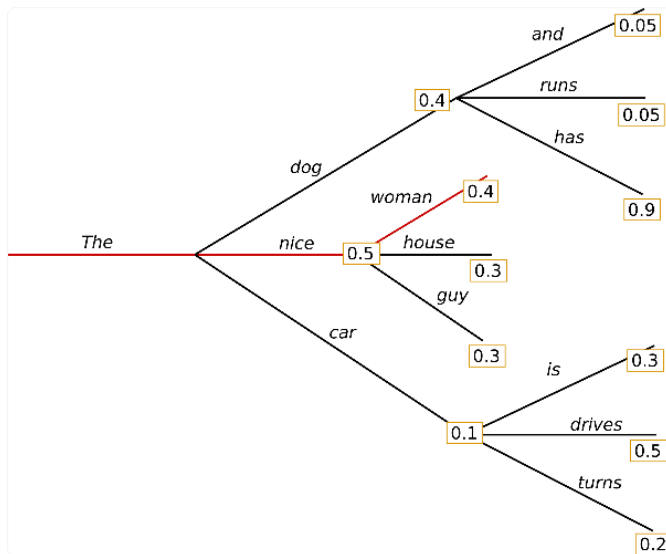 and
0.05
runs
0.4
0.05
has
dog
woman
0.4
0.9
The
nice
0.5
house
0.3
guy
car
0.3
is
0.3
0.1
drives
0.5
turns
0.2